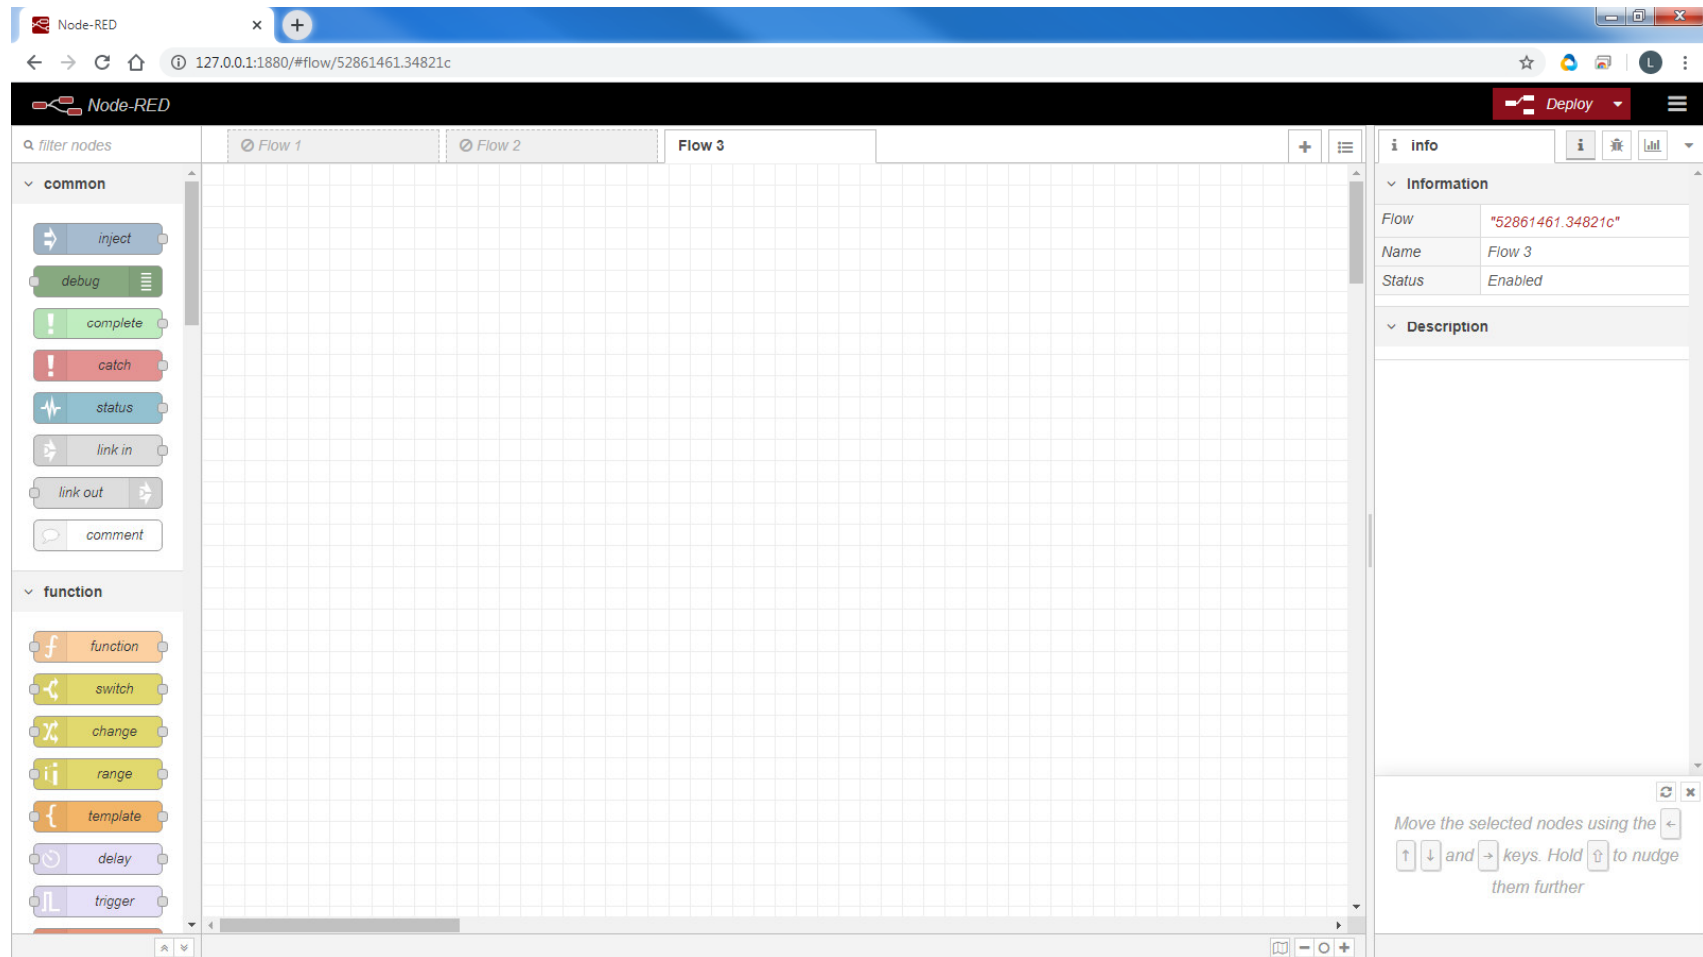 Node-RED
127.0.0.1:1880/#flow/52861461.34821c
L
Node-RED
Deploy
filter nodes
Flow 1
Flow 2
Flow 3
i info
i
common
inject
debug
complete
catch
status
link in
link out
comment
function
function
switch
change
range
template
delay
trigger
Information
Flow "52861461.34821c"
Name Flow 3
Status Enabled
Description
Move the selected nodes using the ←
↑ ↓ and → keys. Hold ⇧ to nudge
them further